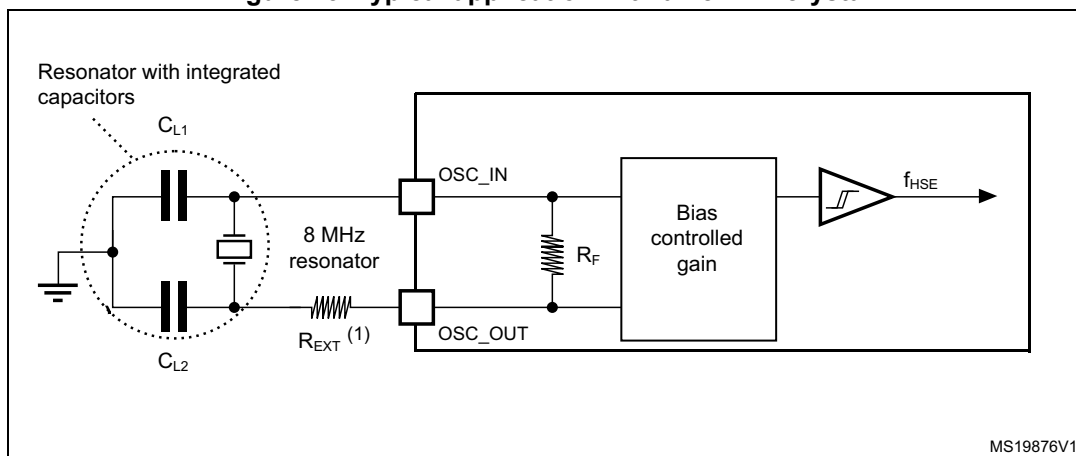 Resonator with integrated
capacitors
CL1
OSC_IN
fHSE
8 MHz
resonator
RF
Bias
controlled
gain
REXT (1)
OSC_OUT
CL2
MS19876V1